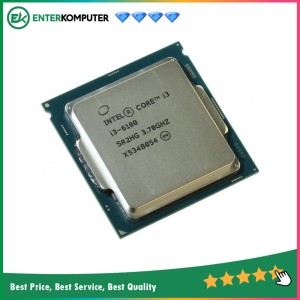 EK ENTERKOMPUTER
INTEL® CORE™ i3
i3-6100
SR2HG 3.70GHZ
X534B054
Best Price, Best Service, Best Quality